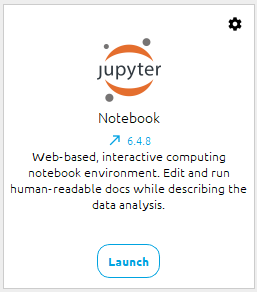 jupyter
Notebook
6.4.8
Web-based, interactive computing
notebook environment. Edit and run
human-readable docs while describing the
data analysis.
Launch